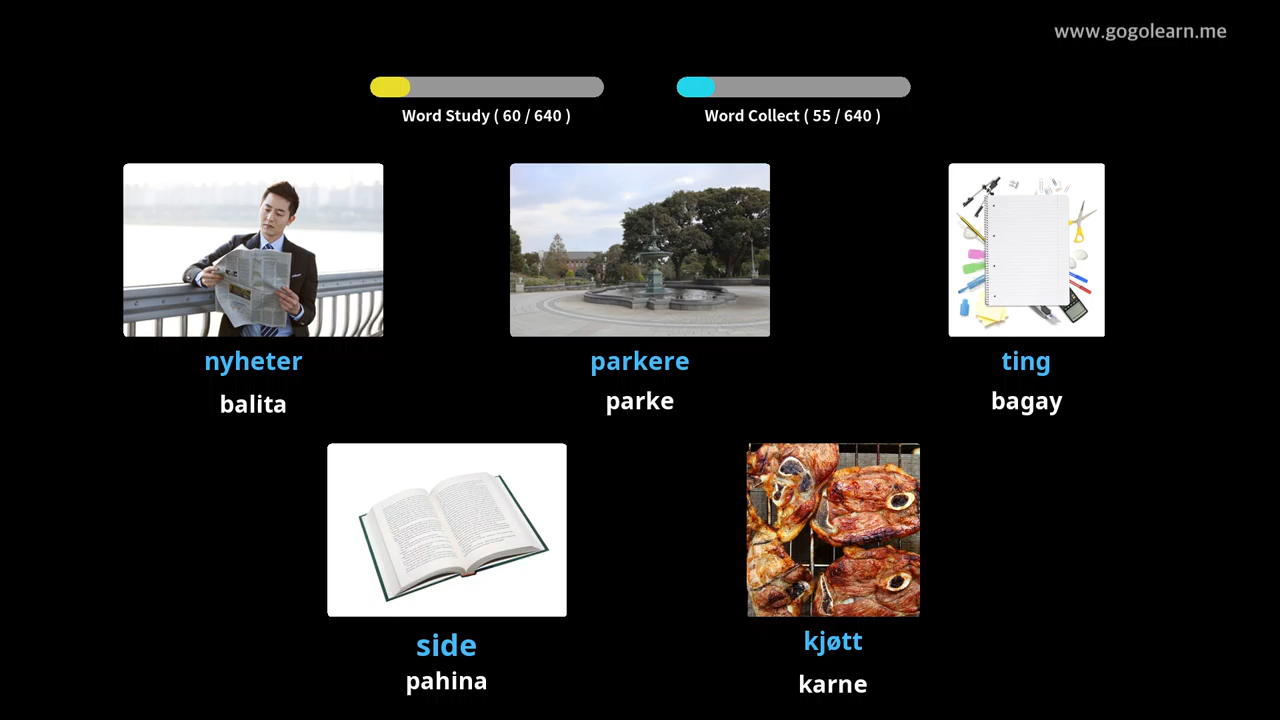 www.gogolearn.me
Word Study ( 60 / 640 )
Word Collect ( 55 / 640 )
nyheter
balita
parkere
parke
ting
bagay
side
pahina
kjøtt
karne